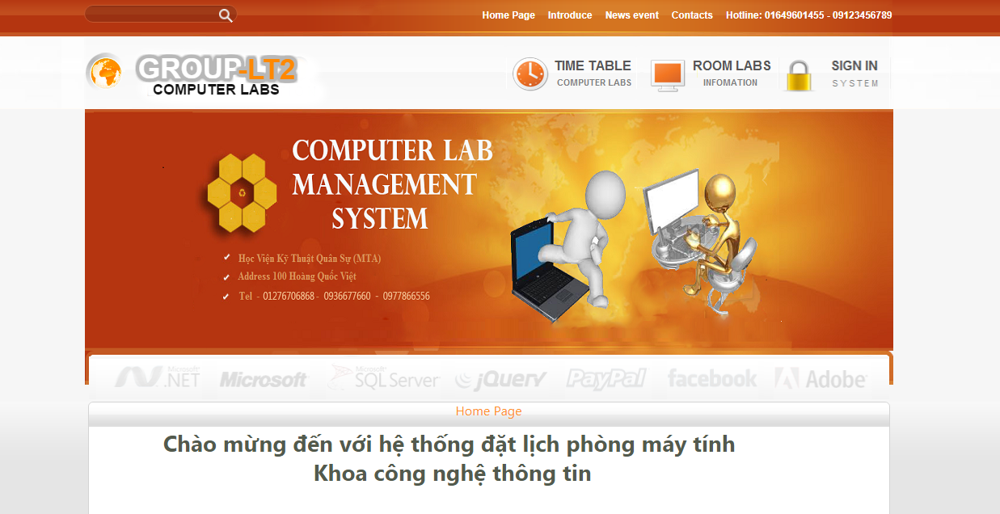 Home Page Introduce News event Contacts Hotline: 01649601455 - 09123456789
GROUP-LT2
COMPUTER LABS
TIME TABLE
COMPUTER LABS
ROOM LABS
INFOMATION
SIGN IN
SYSTEM
COMPUTER LAB
MANAGEMENT
SYSTEM
Học Viện Kỹ Thuật Quân Sự (MTA)
Address 100 Hoàng Quốc Việt
Tel - 01276706868 - 0936677660 - 0977866556
Microsoft .NET
Microsoft
Microsoft SQL Server
jQuery
PayPal
facebook
Adobe
Home Page
Chào mừng đến với hệ thống đặt lịch phòng máy tính
Khoa công nghệ thông tin